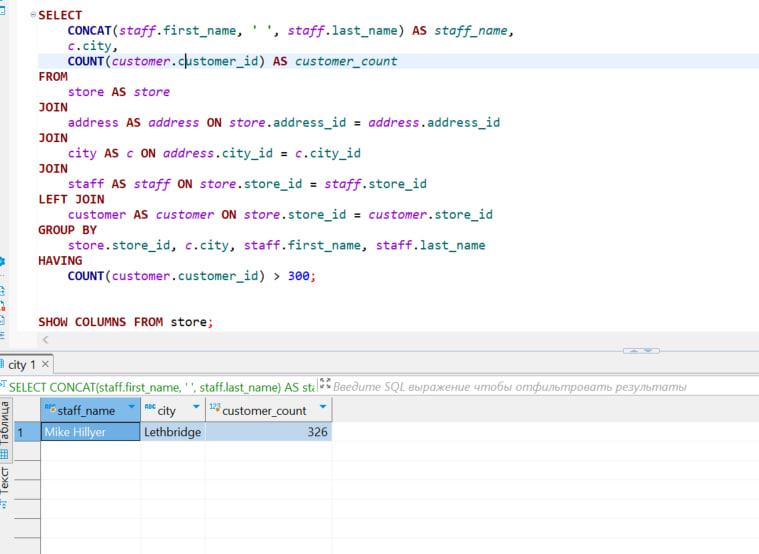 SELECT
CONCAT(staff.first_name, ' ', staff.last_name) AS staff_name,
c.city,
COUNT(customer.customer_id) AS customer_count
FROM
store AS store
JOIN
address AS address ON store.address_id = address.address_id
JOIN
city AS c ON address.city_id = c.city_id
JOIN
staff AS staff ON store.store_id = staff.store_id
LEFT JOIN
customer AS customer ON store.store_id = customer.store_id
GROUP BY
store.store_id, c.city, staff.first_name, staff.last_name
HAVING
COUNT(customer.customer_id) > 300;
SHOW COLUMNS FROM store;
city 1
SELECT CONCAT(staff.first_name, ' ', staff.last_name) AS sta Введите SQL выражение чтобы отфильтровать результаты
Таблица
Текст
ABC staff_name ABC city 123 customer_count
1 Mike Hillyer Lethbridge 326